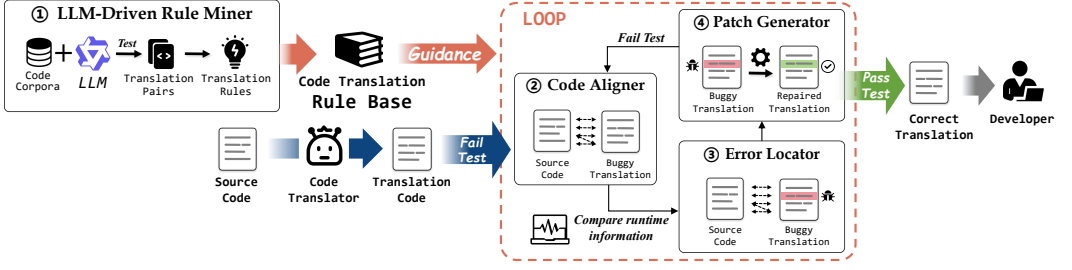 ① LLM-Driven Rule Miner
Code
Corpora
LLM
Test
Translation
Pairs
Translation
Rules
Code Translation
Rule Base
Guidance
Source
Code
Code
Translator
Translation
Code
Fail
Test
LOOP
② Code Aligner
Source
Code
Buggy
Translation
Compare runtime
information
③ Error Locator
Source
Code
Buggy
Translation
④ Patch Generator
Buggy
Translation
Repaired
Translation
Fail Test
Pass
Test
Correct
Translation
Developer